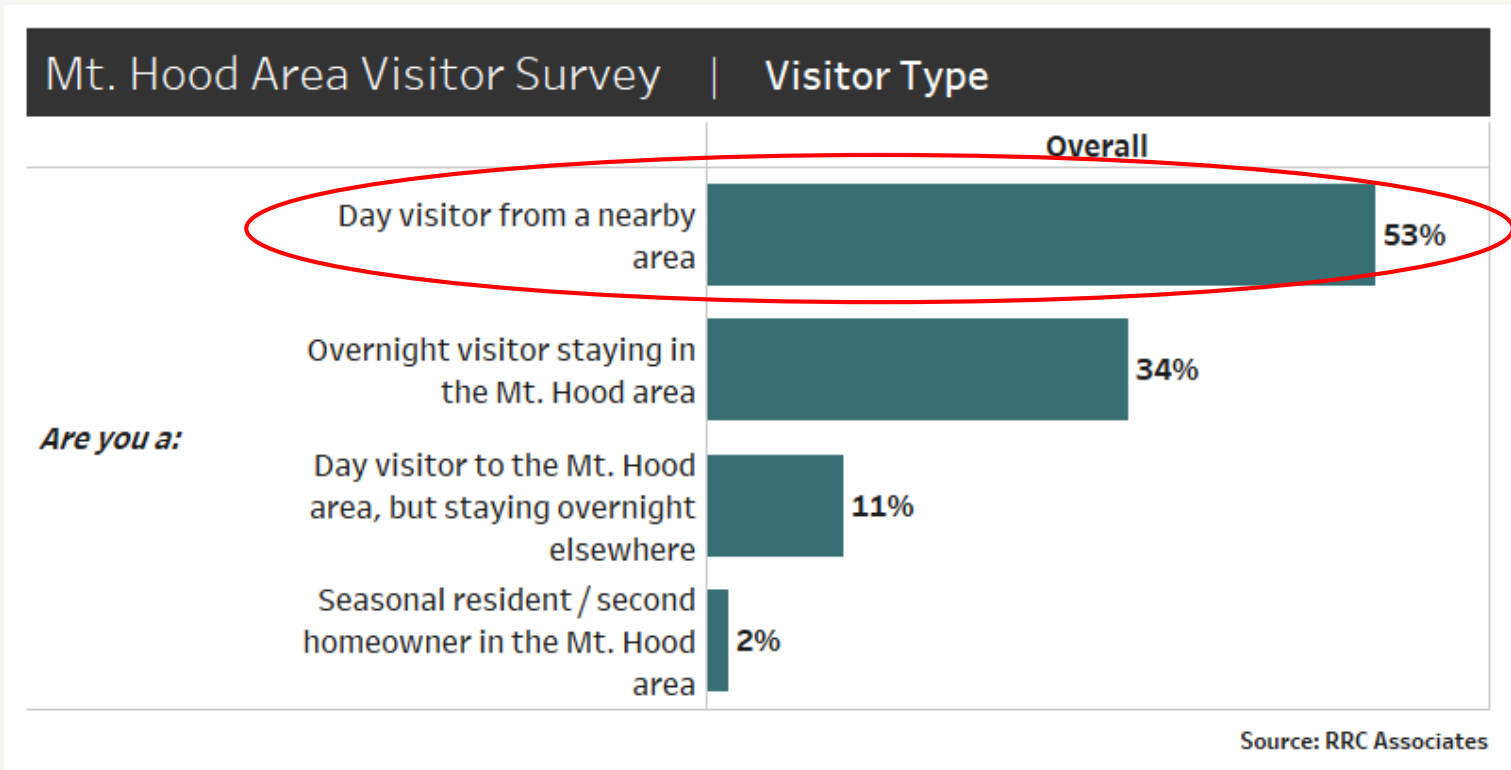 Mt. Hood Area Visitor Survey | Visitor Type
Overall
Are you a:
Day visitor from a nearby
area
53%
Overnight visitor staying in
the Mt. Hood area
34%
Day visitor to the Mt. Hood
area, but staying overnight
elsewhere
11%
Seasonal resident / second
homeowner in the Mt. Hood
area
2%
Source: RRC Associates